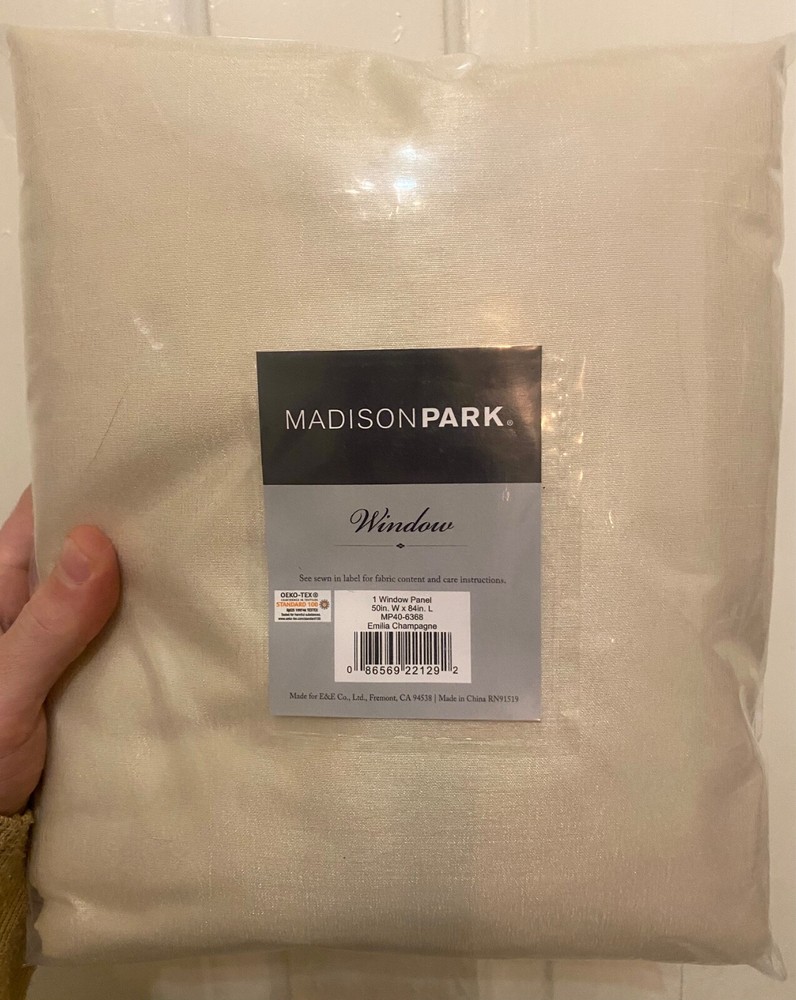 MADISONPARK®
Window
See sewn in label for fabric content and care instructions.
OEKO-TEX®
STANDARD 100
1 Window Panel
50in. W x 84in. L
MP40-6368
Emilia Champagne
0 86569 22129 2
Made for E&E Co., Ltd., Fremont, CA 94538 | Made in China RN91519